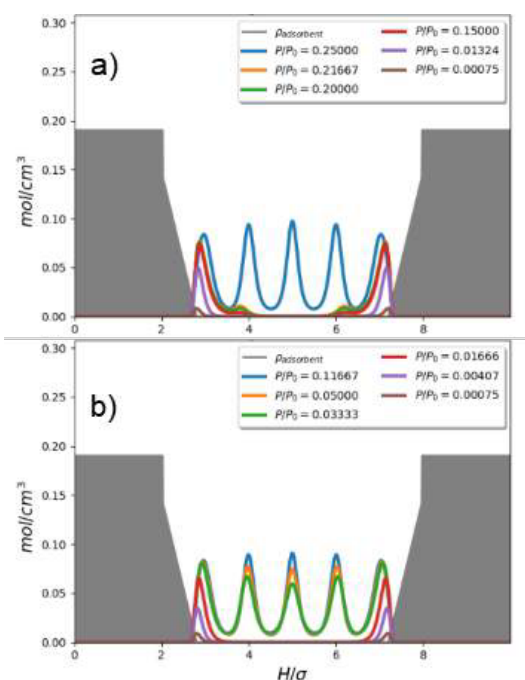 0.30
0.25
0.20
0.15
0.10
0.05
0.00
mol/cm³
a)
ρadsorbent
P/P₀ = 0.25000
P/P₀ = 0.21667
P/P₀ = 0.20000
P/P₀ = 0.15000
P/P₀ = 0.01324
P/P₀ = 0.00075
0 2 4 6 8
0.30
0.25
0.20
0.15
0.10
0.05
0.00
mol/cm³
b)
ρadsorbent
P/P₀ = 0.11667
P/P₀ = 0.05000
P/P₀ = 0.03333
P/P₀ = 0.01666
P/P₀ = 0.00407
P/P₀ = 0.00075
0 2 4 6 8
H/σ